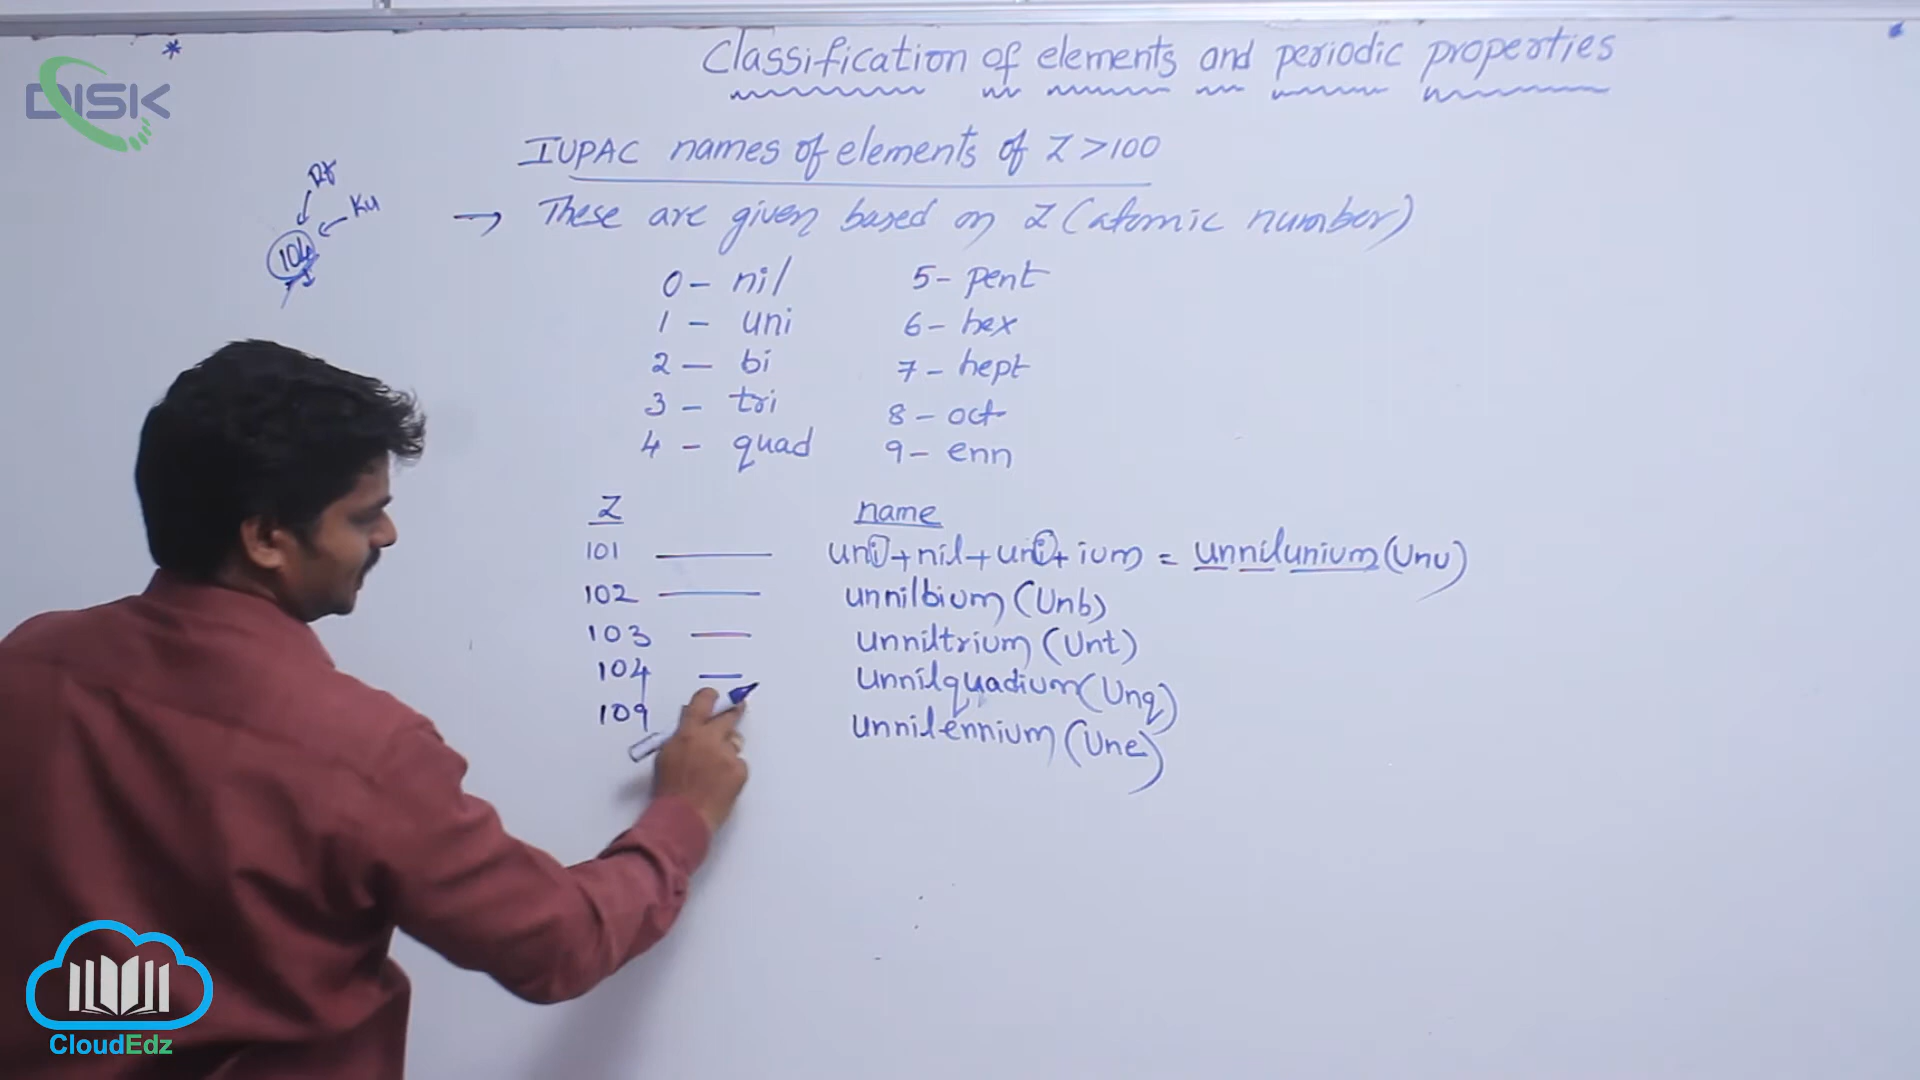 DISK
*
Classification of elements and periodic properties
IUPAC names of elements of Z > 100
Rf
Ku
104
→ These are given based on Z (atomic number)
0 - nil 5 - pent
1 - uni 6 - hex
2 - bi 7 - hept
3 - tri 8 - oct
4 - quad 9 - enn
Z name
101 uni + nil + uni + ium = unnilunium (Unu)
102 unnilbium (Unb)
103 unniltrium (Unt)
104 unnilquadium (Unq)
109 unnilennium (Une)
CloudEdz